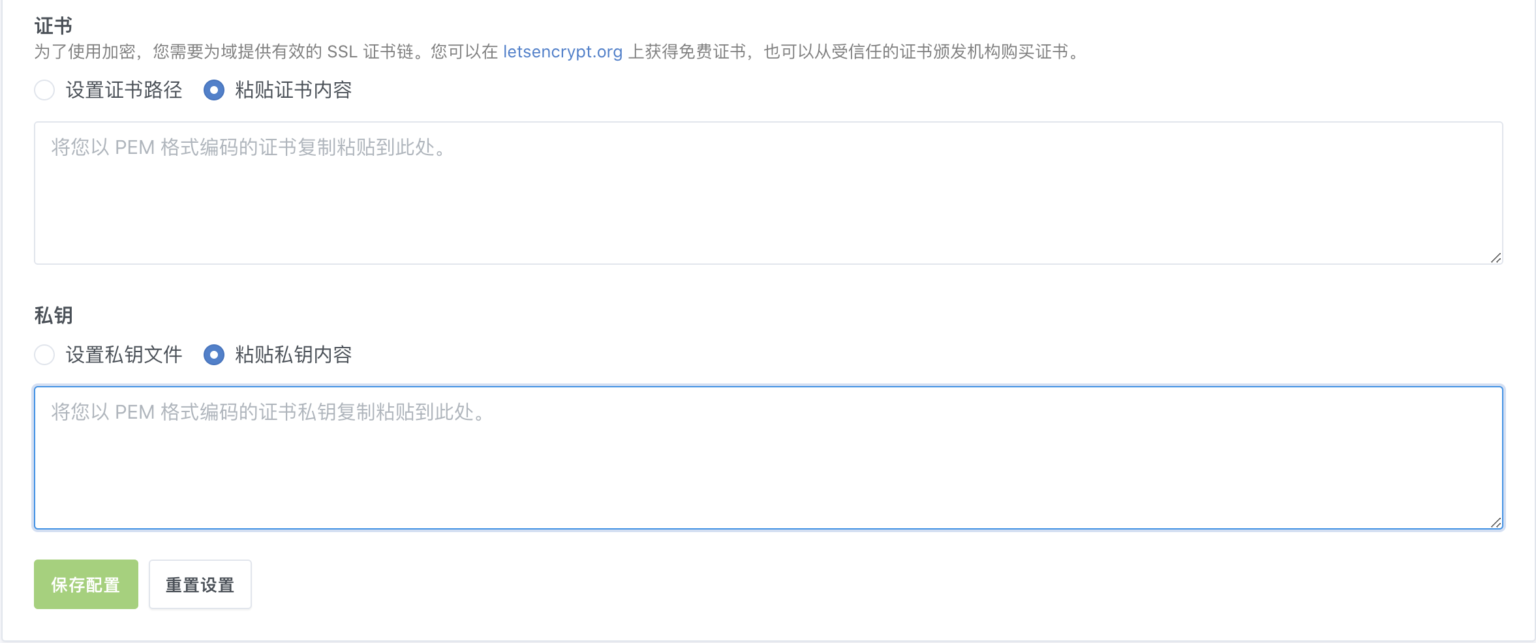 证书
为了使用加密，您需要为域提供有效的 SSL 证书链。您可以在 letsencrypt.org 上获得免费证书，也可以从受信任的证书颁发机构购买证书。
设置证书路径 粘贴证书内容
将您以 PEM 格式编码的证书复制粘贴到此处。
私钥
设置私钥文件 粘贴私钥内容
将您以 PEM 格式编码的证书私钥复制粘贴到此处。
保存配置 重置设置